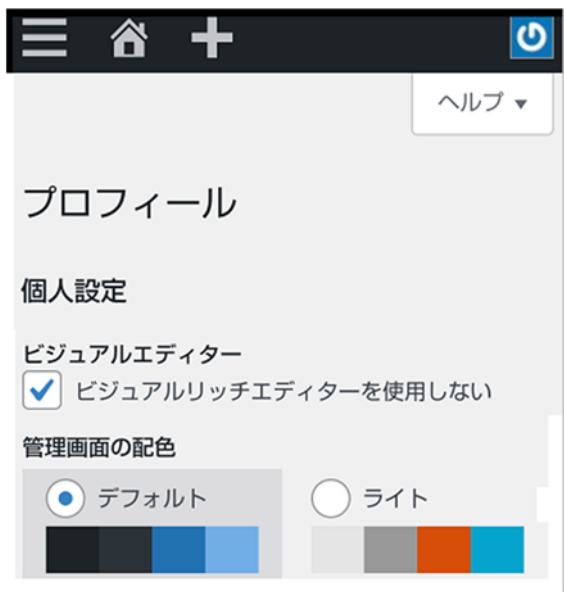 ヘルプ ▼
プロフィール
個人設定
ビジュアルエディター
ビジュアルリッチエディターを使用しない
管理画面の配色
デフォルト ライト